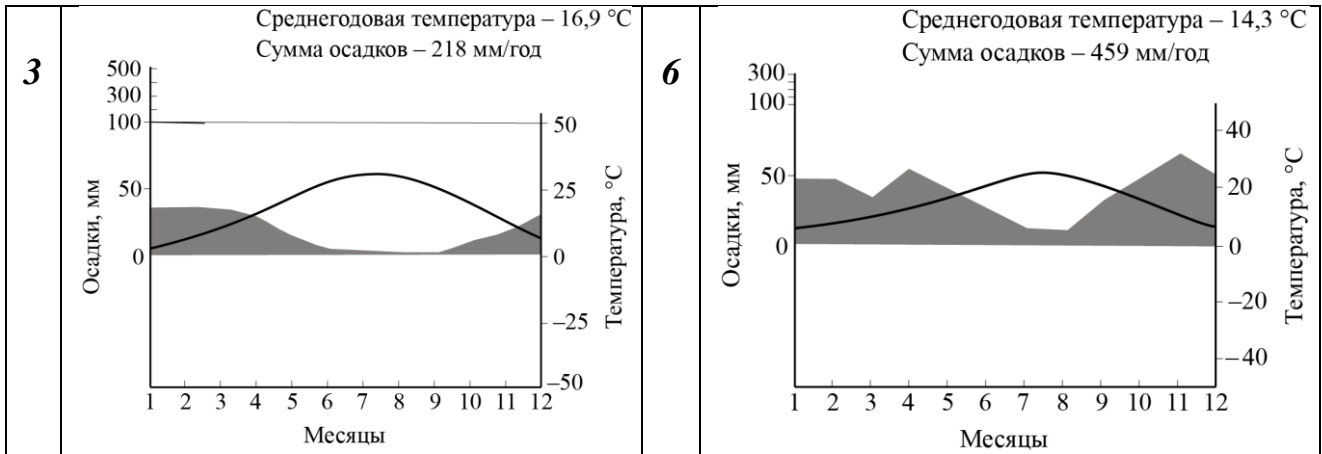 3
Среднегодовая температура – 16,9 °С
Сумма осадков – 218 мм/год
500
300
100
50
0
Осадки, мм
50
25
0
–25
–50
Температура, °С
1 2 3 4 5 6 7 8 9 10 11 12
Месяцы
6
Среднегодовая температура – 14,3 °С
Сумма осадков – 459 мм/год
300
100
50
0
Осадки, мм
40
20
0
–20
–40
Температура, °С
1 2 3 4 5 6 7 8 9 10 11 12
Месяцы